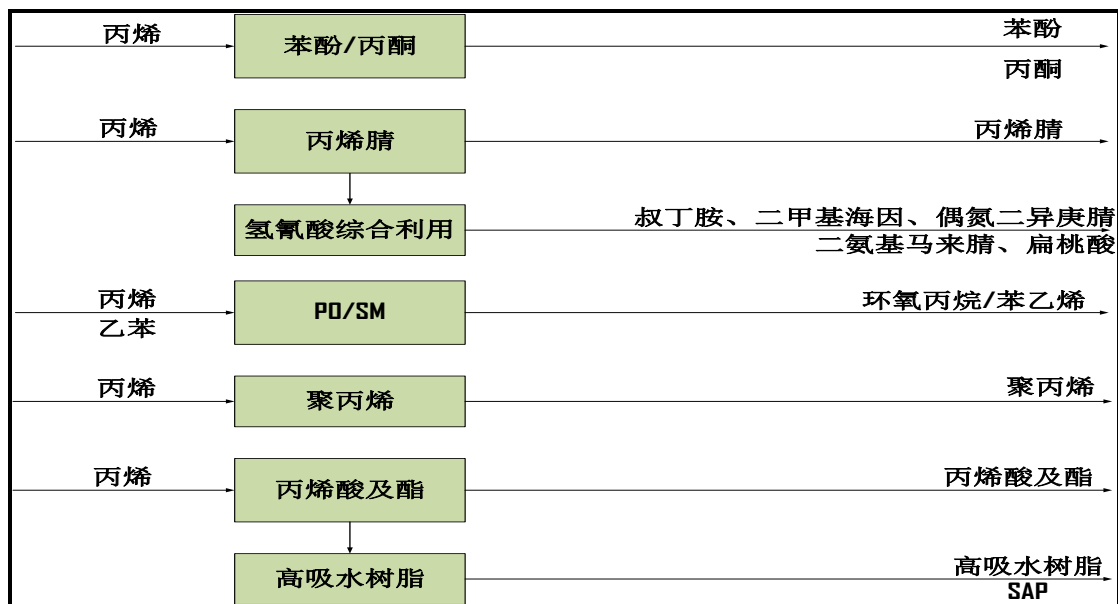 丙烯
苯酚/丙酮
苯酚
丙酮
丙烯
丙烯腈
丙烯腈
氢氰酸综合利用
叔丁胺、二甲基海因、偶氮二异庚腈
二氨基马来腈、扁桃酸
丙烯
乙苯
PO/SM
环氧丙烷/苯乙烯
丙烯
聚丙烯
聚丙烯
丙烯
丙烯酸及酯
丙烯酸及酯
高吸水树脂
高吸水树脂
SAP